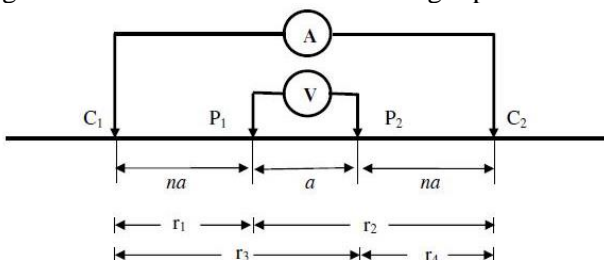 A
V
C₁ P₁ P₂ C₂
na a na
r₁ r₂
r₃ r₄